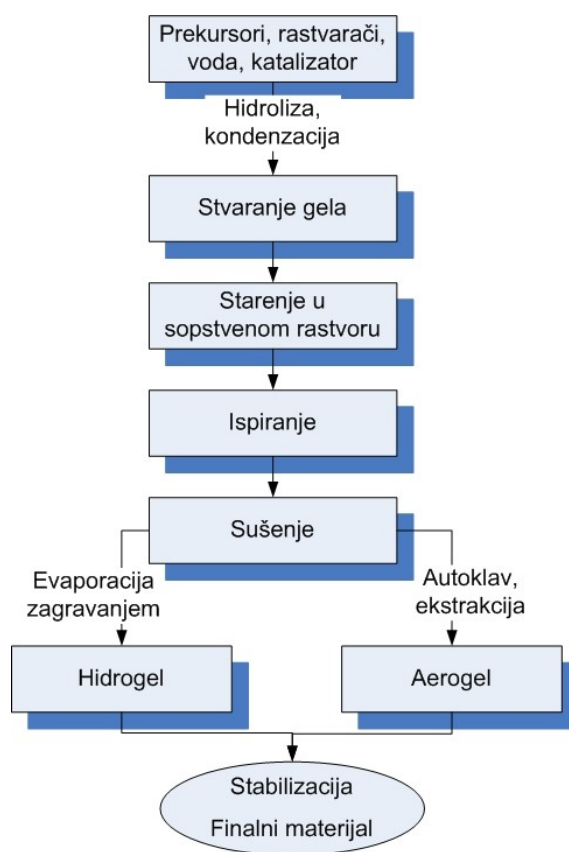 Prekursori, rastvarači,
voda, katalizator
Hidroliza,
kondenzacija
Stvaranje gela
Starenje u
sopstvenom rastvoru
Ispiranje
Sušenje
Evaporacija
zagravanjem
Autoklav,
ekstrakcija
Hidrogel
Aerogel
Stabilizacija
Finalni materijal